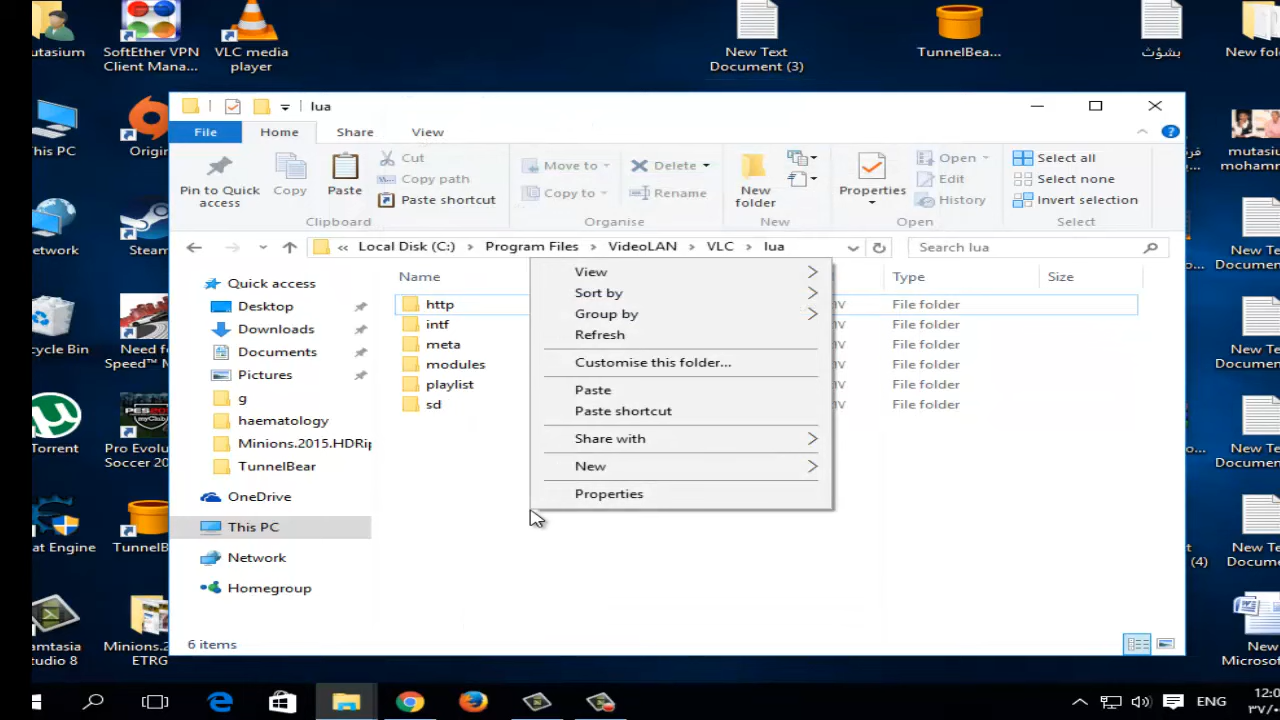 utasium
SoftEther VPN
Client Mana...
VLC media
player
New Text
Document (3)
TunnelBea...
بشؤث
New fol
his PC
Origi
etwork
Steam
cycle Bin
Need fo
Speed™ M
Torrent
Pro Evolu
Soccer 20
at Engine
TunnelB
amtasia
tudio 8
Minions.2
ETRG
mutasiu
mohamm...
New Te
Documen
New Te
Documen
New Te
Documen
(4)
New Te
Documen
New
Microsof
lua
File
Home
Share
View
Pin to Quick
access
Copy
Paste
Cut
Copy path
Paste shortcut
Clipboard
Move to
Copy to
Delete
Rename
Organise
New
folder
New
Properties
Open
Edit
History
Open
Select all
Select none
Invert selection
Select
« Local Disk (C:) > Program Files > VideoLAN > VLC > lua
Search lua
Quick access
Desktop
Downloads
Documents
Pictures
g
haematology
Minions.2015.HDRip
TunnelBear
OneDrive
This PC
Network
Homegroup
Name
Type
Size
http
File folder
intf
File folder
meta
File folder
modules
File folder
playlist
File folder
sd
File folder
View
Sort by
Group by
Refresh
Customise this folder...
Paste
Paste shortcut
Share with
New
Properties
6 items
ENG
12:0